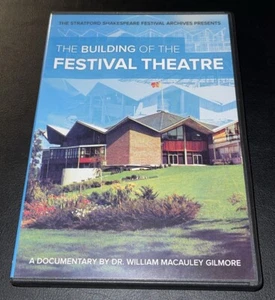 THE STRATFORD SHAKESPEARE FESTIVAL ARCHIVES PRESENTS
THE BUILDING OF THE
FESTIVAL THEATRE
A DOCUMENTARY BY DR. WILLIAM MACAULEY GILMORE